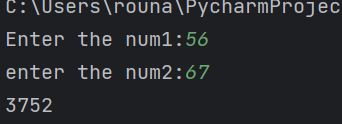 C:\Users\rouna\PycharmProjec
Enter the num1:56
enter the num2:67
3752